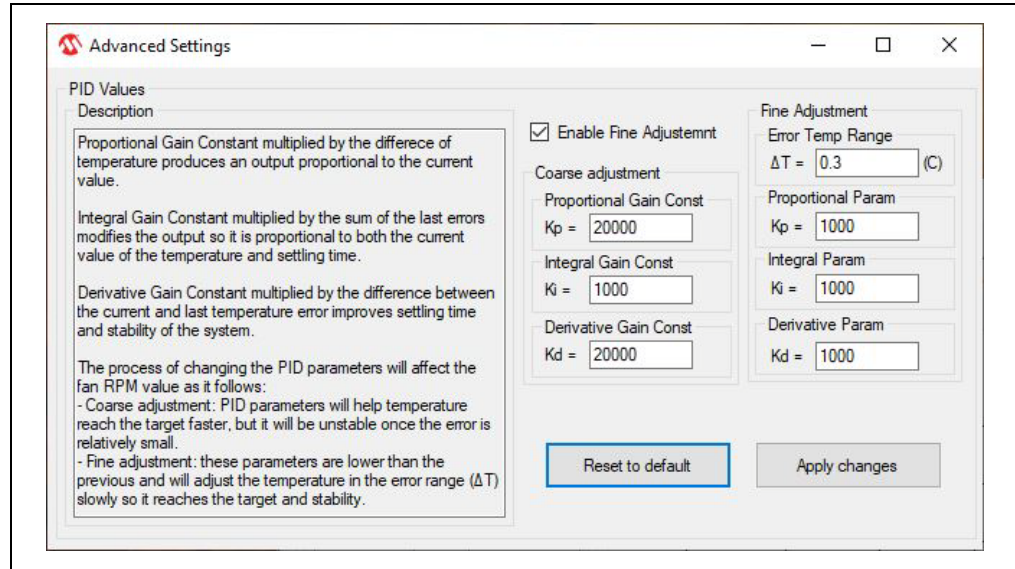 Advanced Settings
PID Values
Description
Proportional Gain Constant multiplied by the differece of
temperature produces an output proportional to the current
value.
Integral Gain Constant multiplied by the sum of the last errors
modifies the output so it is proportional to both the current
value of the temperature and settling time.
Derivative Gain Constant multiplied by the difference between
the current and last temperature error improves settling time
and stability of the system.
The process of changing the PID parameters will affect the
fan RPM value as it follows:
- Coarse adjustment: PID parameters will help temperature
reach the target faster, but it will be unstable once the error is
relatively small.
- Fine adjustment: these parameters are lower than the
previous and will adjust the temperature in the error range (ΔT)
slowly so it reaches the target and stability.
Enable Fine Adjustemnt
Coarse adjustment
Proportional Gain Const
Kp = 20000
Integral Gain Const
Ki = 1000
Derivative Gain Const
Kd = 20000
Fine Adjustment
Error Temp Range
ΔT = 0.3 (C)
Proportional Param
Kp = 1000
Integral Param
Ki = 1000
Derivative Param
Kd = 1000
Reset to default
Apply changes